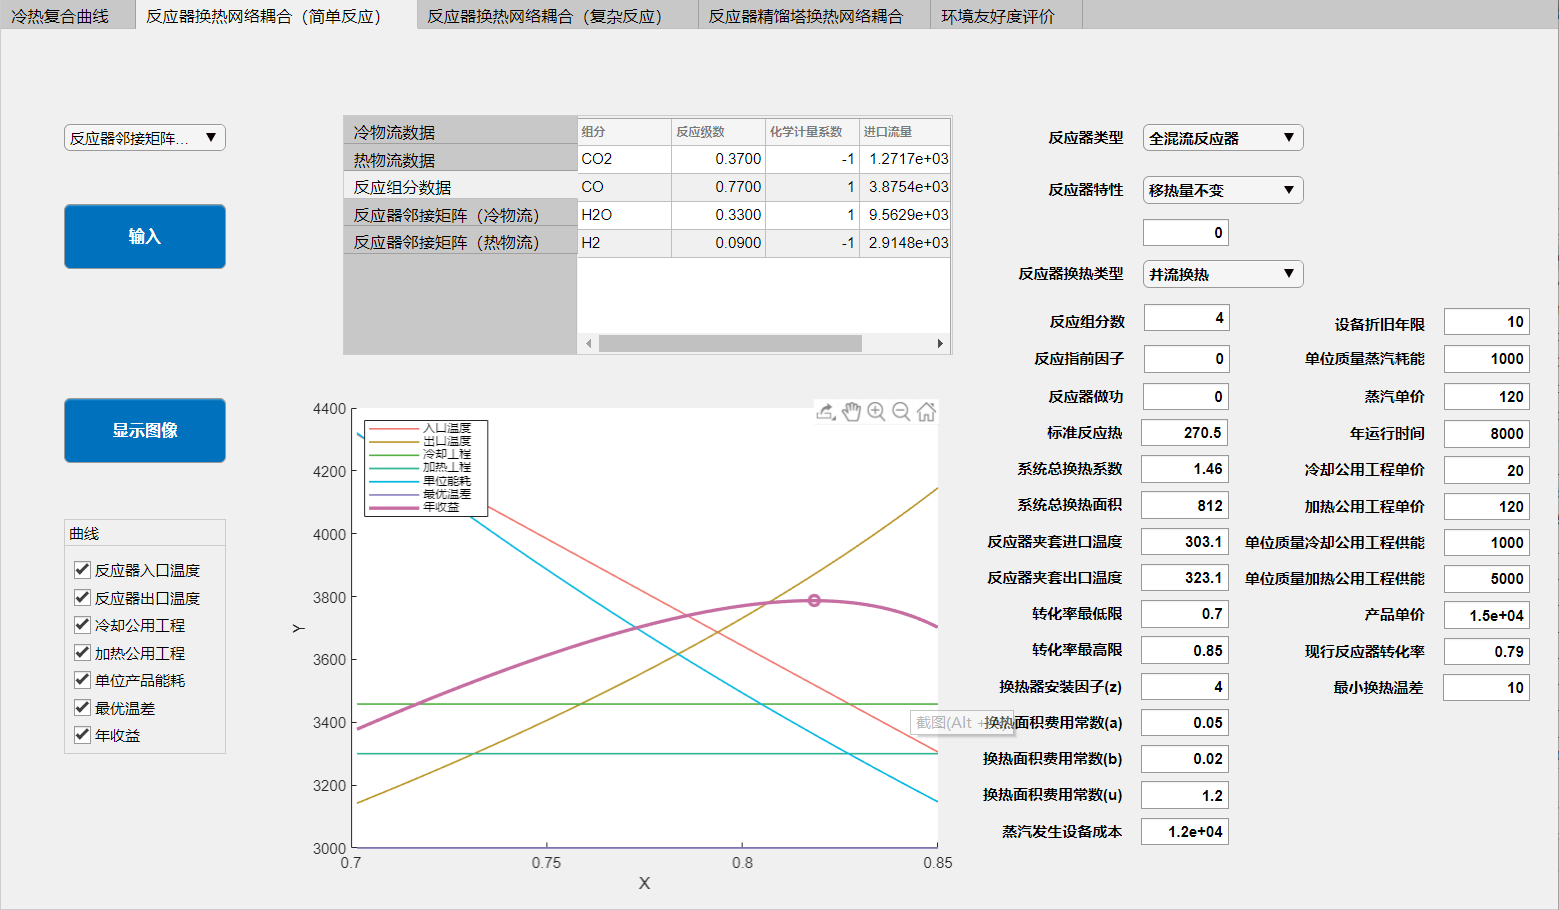 冷热复合曲线
反应器换热网络耦合（简单反应）
反应器换热网络耦合（复杂反应）
反应器精馏塔换热网络耦合
环境友好度评价
反应器邻接矩阵...
输入
显示图像
曲线
反应器入口温度
反应器出口温度
冷却公用工程
加热公用工程
单位产品能耗
最优温差
年收益
冷物流数据
热物流数据
反应组分数据
反应器邻接矩阵（冷物流）
反应器邻接矩阵（热物流）
组分 反应级数 化学计量系数 进口流量
CO2 0.3700 -1 1.2717e+03
CO 0.7700 1 3.8754e+03
H2O 0.3300 1 9.5629e+03
H2 0.0900 -1 2.9148e+03
4400
4200
4000
3800
3600
3400
3200
3000
Y
0.7 0.75 0.8 0.85
X
入口温度
出口温度
冷却工程
加热工程
单位能耗
最优温差
年收益
截图(Alt +
反应器类型 全混流反应器
反应器特性 移热量不变
0
反应器换热类型 并流换热
反应组分数 4
反应指前因子 0
反应器做功 0
标准反应热 270.5
系统总换热系数 1.46
系统总换热面积 812
反应器夹套进口温度 303.1
反应器夹套出口温度 323.1
转化率最低限 0.7
转化率最高限 0.85
换热器安装因子(z) 4
换热面积费用常数(a) 0.05
换热面积费用常数(b) 0.02
换热面积费用常数(u) 1.2
蒸汽发生设备成本 1.2e+04
设备折旧年限 10
单位质量蒸汽耗能 1000
蒸汽单价 120
年运行时间 8000
冷却公用工程单价 20
加热公用工程单价 120
单位质量冷却公用工程供能 1000
单位质量加热公用工程供能 5000
产品单价 1.5e+04
现行反应器转化率 0.79
最小换热温差 10